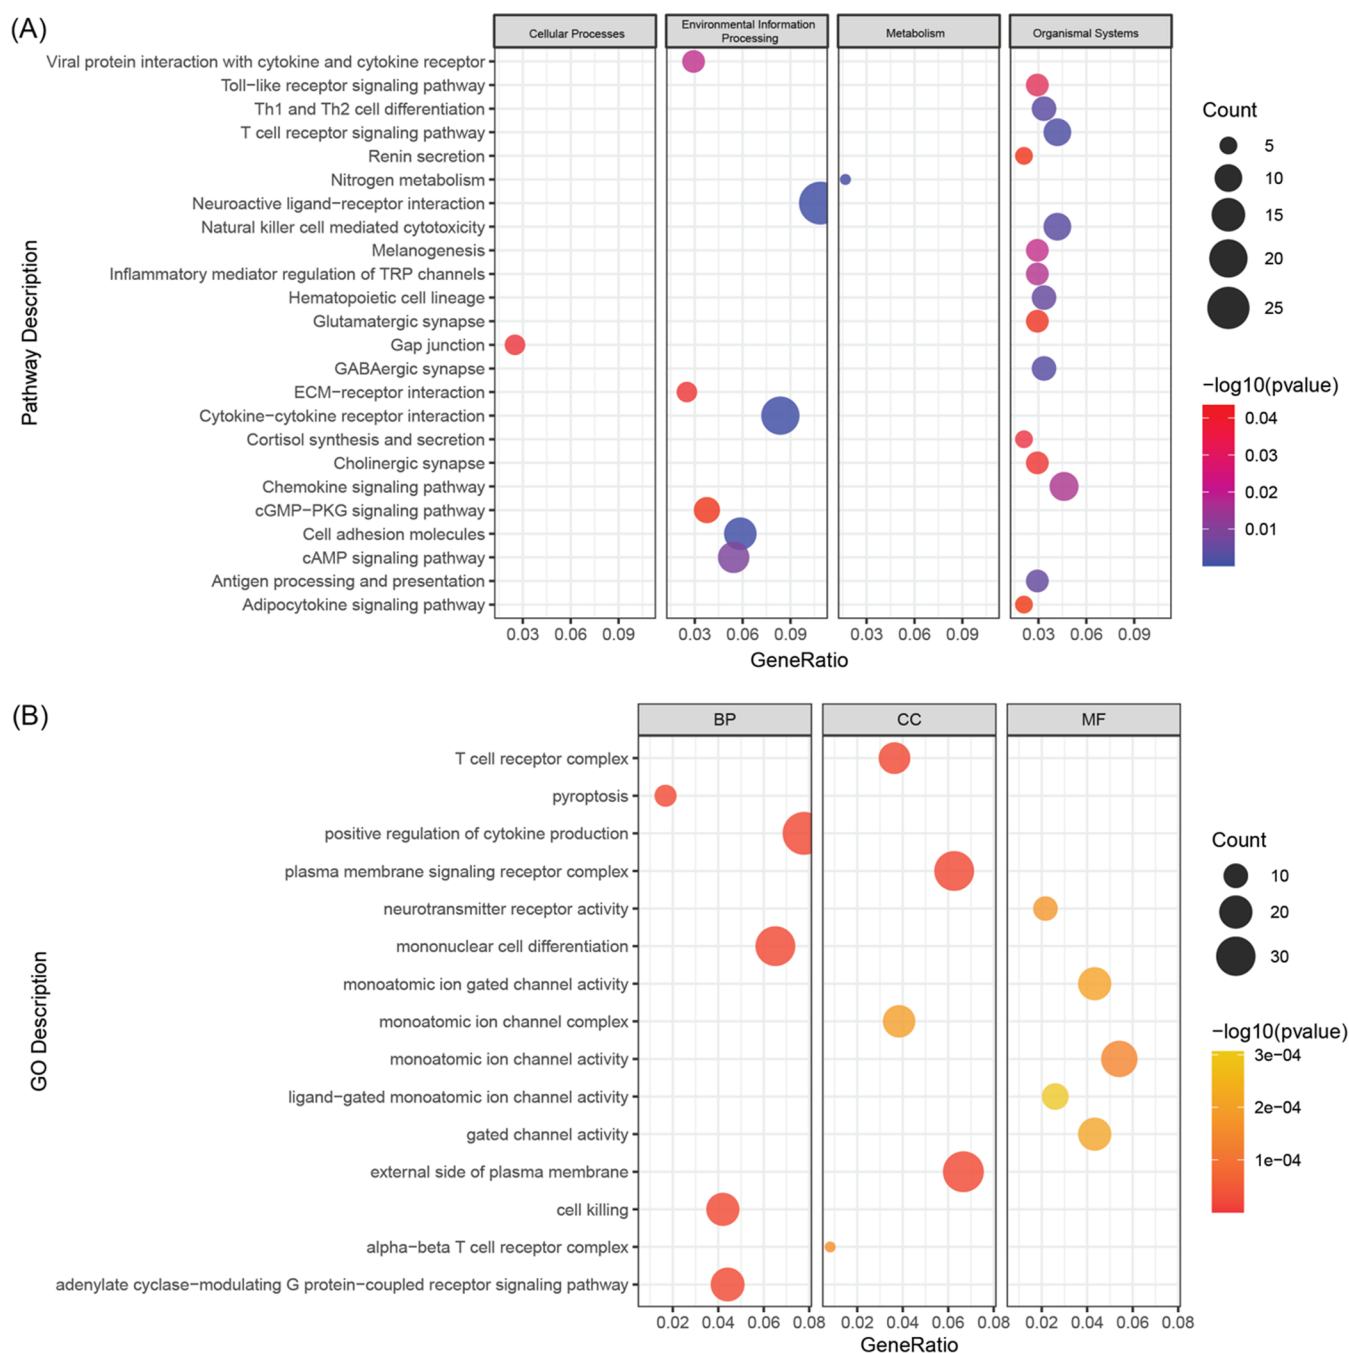 (A)
Cellular Processes
Environmental Information
Processing
Metabolism
Organismal Systems
Pathway Description
Viral protein interaction with cytokine and cytokine receptor
Toll−like receptor signaling pathway
Th1 and Th2 cell differentiation
T cell receptor signaling pathway
Renin secretion
Nitrogen metabolism
Neuroactive ligand−receptor interaction
Natural killer cell mediated cytotoxicity
Melanogenesis
Inflammatory mediator regulation of TRP channels
Hematopoietic cell lineage
Glutamatergic synapse
Gap junction
GABAergic synapse
ECM−receptor interaction
Cytokine−cytokine receptor interaction
Cortisol synthesis and secretion
Cholinergic synapse
Chemokine signaling pathway
cGMP−PKG signaling pathway
Cell adhesion molecules
cAMP signaling pathway
Antigen processing and presentation
Adipocytokine signaling pathway
0.03 0.06 0.09 0.03 0.06 0.09 0.03 0.06 0.09 0.03 0.06 0.09
GeneRatio
Count
5
10
15
20
25
−log10(pvalue)
0.04
0.03
0.02
0.01
(B)
BP
CC
MF
GO Description
T cell receptor complex
pyroptosis
positive regulation of cytokine production
plasma membrane signaling receptor complex
neurotransmitter receptor activity
mononuclear cell differentiation
monoatomic ion gated channel activity
monoatomic ion channel complex
monoatomic ion channel activity
ligand−gated monoatomic ion channel activity
gated channel activity
external side of plasma membrane
cell killing
alpha−beta T cell receptor complex
adenylate cyclase−modulating G protein−coupled receptor signaling pathway
0.02 0.04 0.06 0.08 0.02 0.04 0.06 0.08 0.02 0.04 0.06 0.08
GeneRatio
Count
10
20
30
−log10(pvalue)
3e−04
2e−04
1e−04